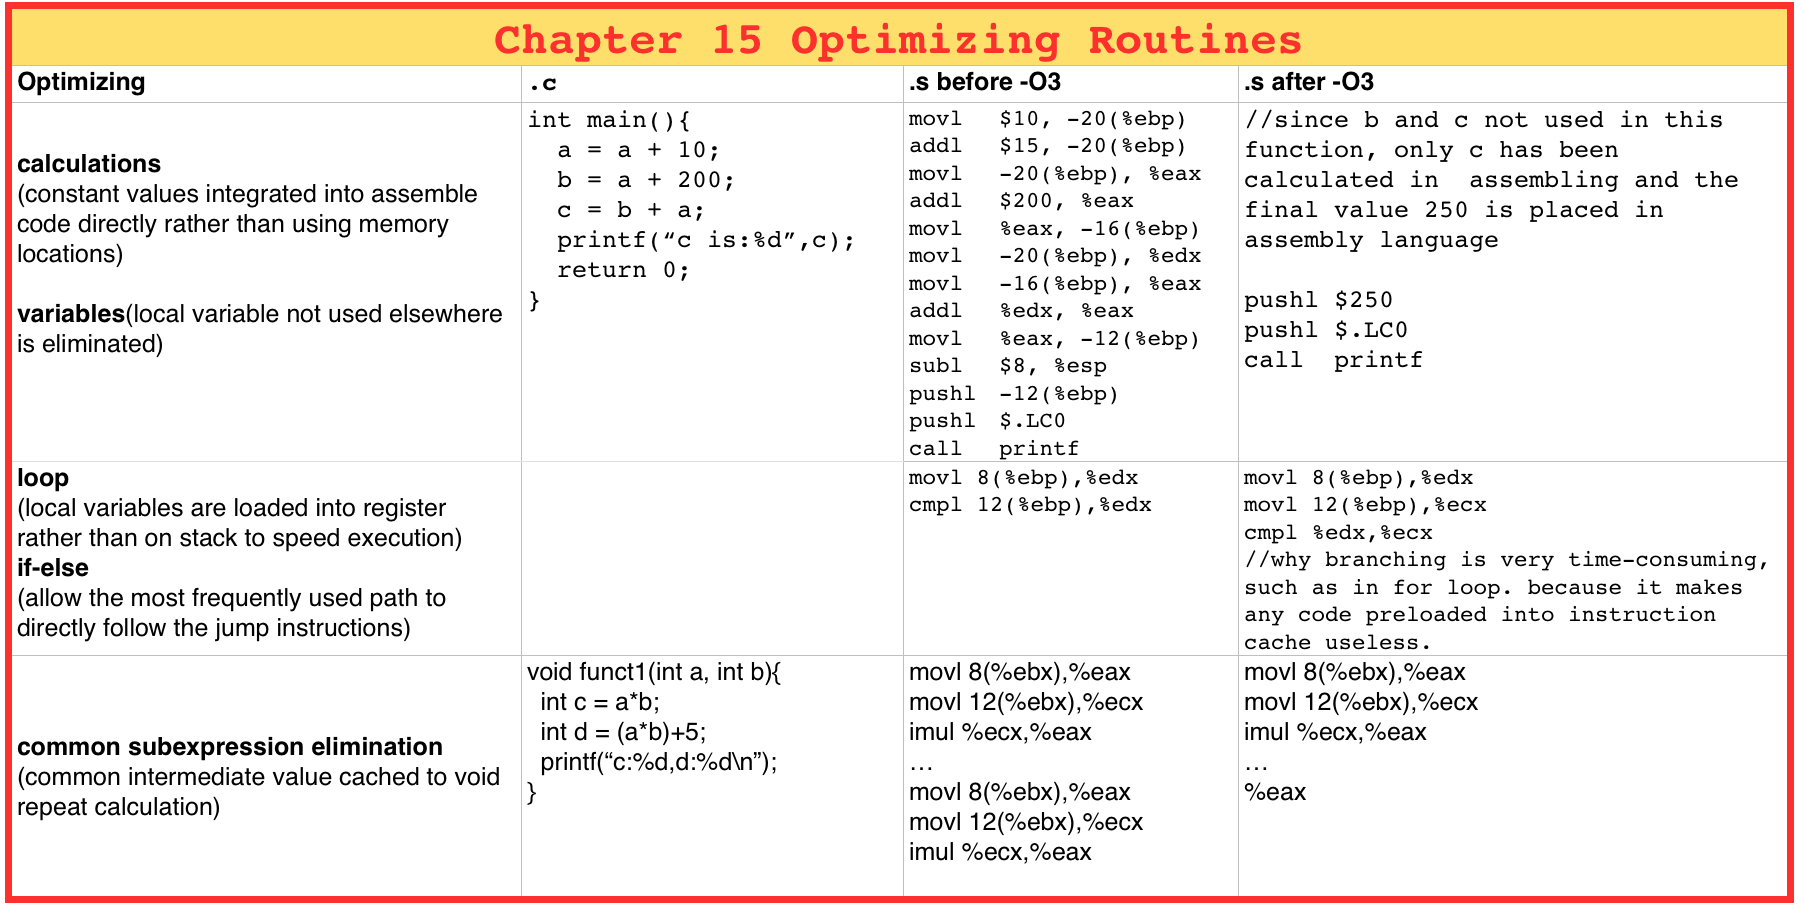 Chapter 15 Optimizing Routines
Optimizing
.c
.s before -O3
.s after -O3
calculations
(constant values integrated into assemble
code directly rather than using memory
locations)
variables(local variable not used elsewhere
is eliminated)
int main(){
  a = a + 10;
  b = a + 200;
  c = b + a;
  printf(“c is:%d”,c);
  return 0;
}
movl   $10, -20(%ebp)
addl   $15, -20(%ebp)
movl   -20(%ebp), %eax
addl   $200, %eax
movl   %eax, -16(%ebp)
movl   -20(%ebp), %edx
movl   -16(%ebp), %eax
addl   %edx, %eax
movl   %eax, -12(%ebp)
subl   $8, %esp
pushl  -12(%ebp)
pushl  $.LC0
call   printf
//since b and c not used in this
function, only c has been
calculated in  assembling and the
final value 250 is placed in
assembly language
pushl $250
pushl $.LC0
call  printf
loop
(local variables are loaded into register
rather than on stack to speed execution)
if-else
(allow the most frequently used path to
directly follow the jump instructions)
movl 8(%ebp),%edx
cmpl 12(%ebp),%edx
movl 8(%ebp),%edx
movl 12(%ebp),%ecx
cmpl %edx,%ecx
//why branching is very time-consuming,
such as in for loop. because it makes
any code preloaded into instruction
cache useless.
common subexpression elimination
(common intermediate value cached to void
repeat calculation)
void funct1(int a, int b){
  int c = a*b;
  int d = (a*b)+5;
  printf(“c:%d,d:%d\n”);
}
movl 8(%ebx),%eax
movl 12(%ebx),%ecx
imul %ecx,%eax
…
movl 8(%ebx),%eax
movl 12(%ebx),%ecx
imul %ecx,%eax
movl 8(%ebx),%eax
movl 12(%ebx),%ecx
imul %ecx,%eax
…
%eax